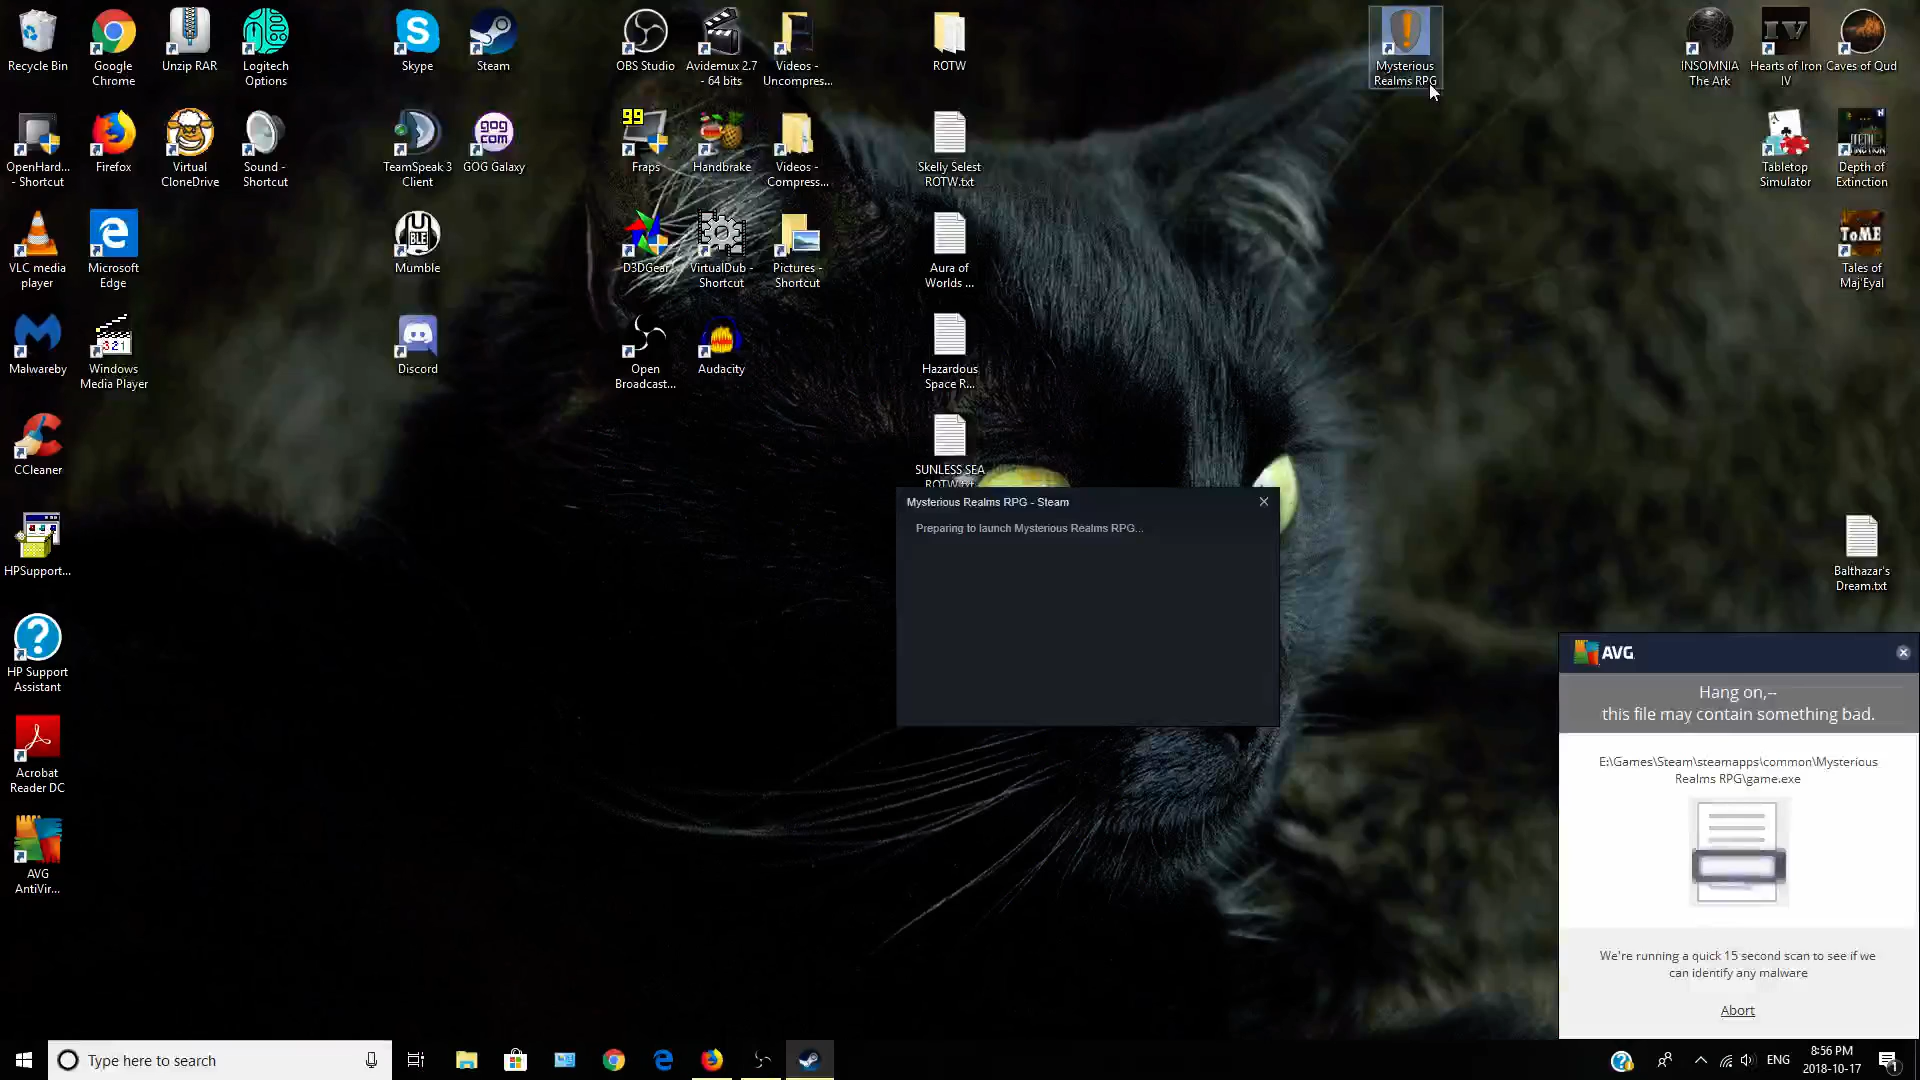 Recycle Bin
Google
Chrome
Unzip RAR
Logitech
Options
Skype
Steam
OBS Studio
Avidemux 2.7
- 64 bits
Videos -
Uncompres...
ROTW
Mysterious
Realms RPG
INSOMNIA
The Ark
IV
Hearts of Iron
IV
Caves of Qud
OpenHard...
- Shortcut
Firefox
Virtual
CloneDrive
Sound -
Shortcut
TeamSpeak 3
Client
gog
com
GOG Galaxy
99
Fraps
Handbrake
Videos -
Compress...
Skelly Selest
ROTW.txt
Tabletop
Simulator
Depth of
Extinction
VLC media
player
Microsoft
Edge
Mumble
D3DGear
VirtualDub -
Shortcut
Pictures -
Shortcut
Aura of
Worlds ...
ToME
Tales of
Maj'Eyal
Malwareby
321
Windows
Media Player
Discord
Open
Broadcast...
Audacity
Hazardous
Space R...
CCleaner
SUNLESS SEA
ROTW.txt
Mysterious Realms RPG - Steam
Preparing to launch Mysterious Realms RPG...
HPSupport...
Balthazar's
Dream.txt
HP Support
Assistant
Acrobat
Reader DC
AVG
AntiVir...
AVG
Hang on,--
this file may contain something bad.
E:\Games\Steam\steamapps\common\Mysterious
Realms RPG\game.exe
We're running a quick 15 second scan to see if we
can identify any malware
Abort
Type here to search
ENG
8:56 PM
2018-10-17
1